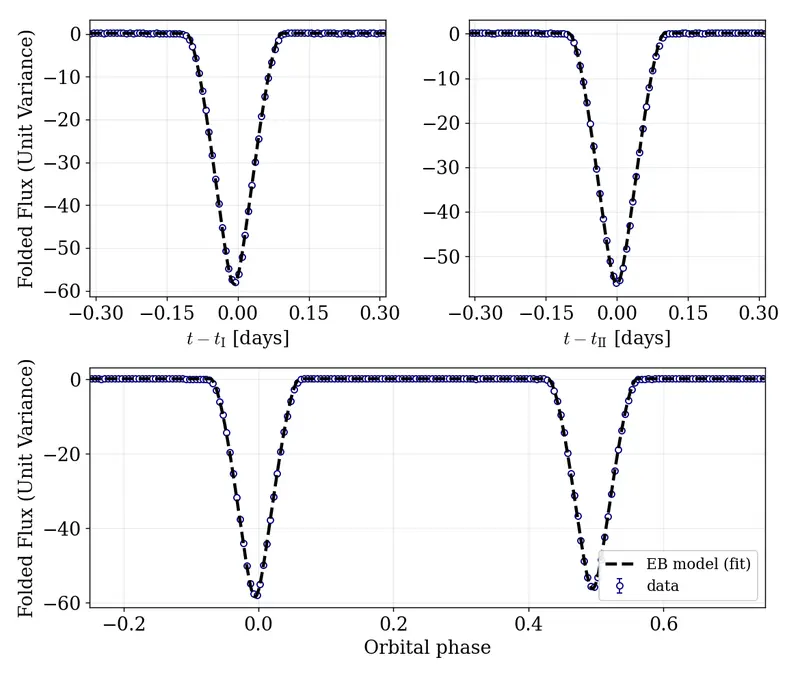 Folded Flux (Unit Variance)
0
−10
−20
−30
−40
−50
−60
−0.30 −0.15 0.00 0.15 0.30
t − tI [days]
0
−10
−20
−30
−40
−50
−0.30 −0.15 0.00 0.15 0.30
t − tII [days]
Folded Flux (Unit Variance)
0
−20
−40
−60
−0.2 0.0 0.2 0.4 0.6
Orbital phase
EB model (fit)
data